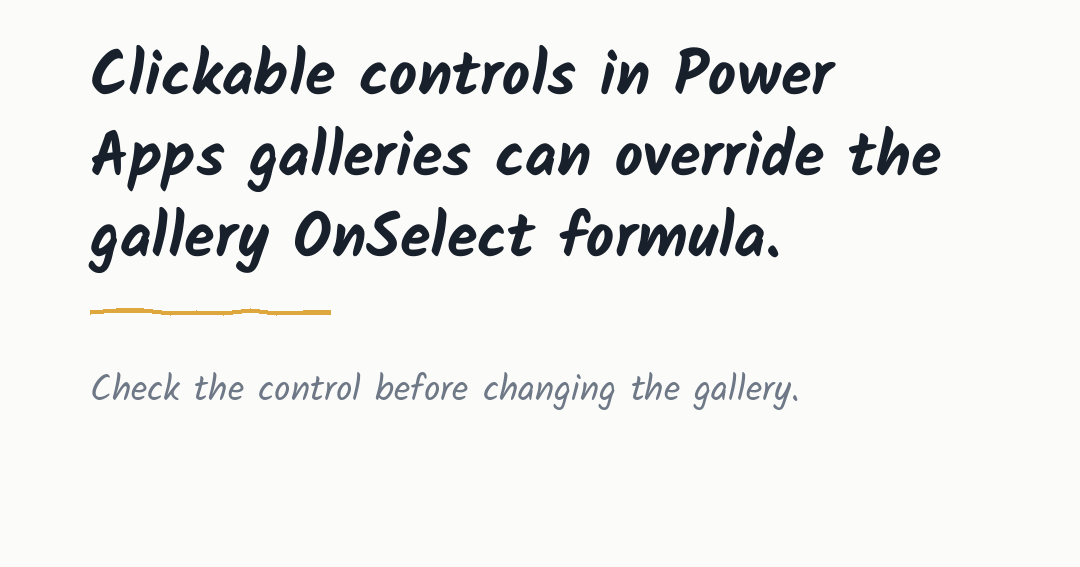 Clickable controls in Power
Apps galleries can override the
gallery OnSelect formula.
Check the control before changing the gallery.